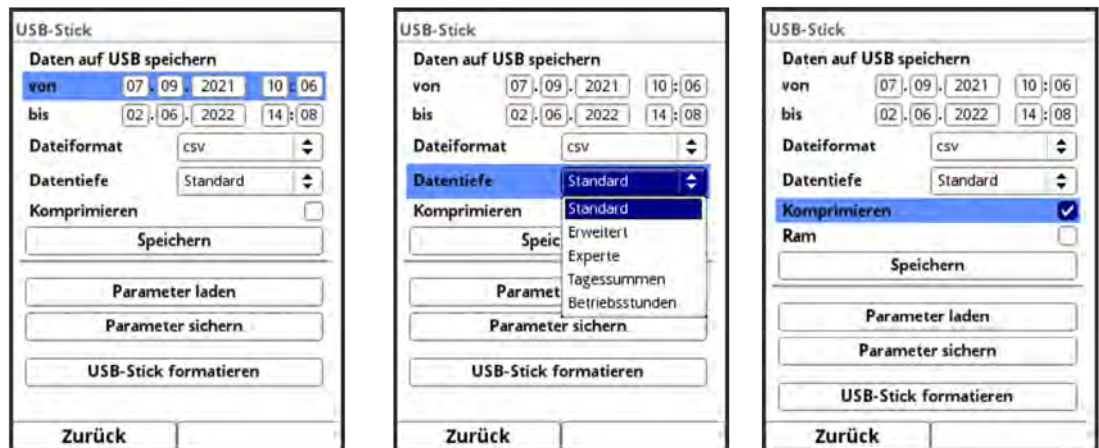 USB-Stick
Daten auf USB speichern
von 07 . 09 . 2021 10 : 06
bis 02 . 06 . 2022 14 : 08
Dateiformat csv
Datentiefe Standard
Komprimieren
Speichern
Parameter laden
Parameter sichern
USB-Stick formatieren
Zurück
USB-Stick
Daten auf USB speichern
von 07 . 09 . 2021 10 : 06
bis 02 . 06 . 2022 14 : 08
Dateiformat csv
Datentiefe Standard
Komprimieren Standard
Erweitert
Speic
Experte
Tagessummen
Paramet
Betriebsstunden
Parameter sichern
USB-Stick formatieren
Zurück
USB-Stick
Daten auf USB speichern
von 07 . 09 . 2021 10 : 06
bis 02 . 06 . 2022 14 : 08
Dateiformat csv
Datentiefe Standard
Komprimieren
Ram
Speichern
Parameter laden
Parameter sichern
USB-Stick formatieren
Zurück